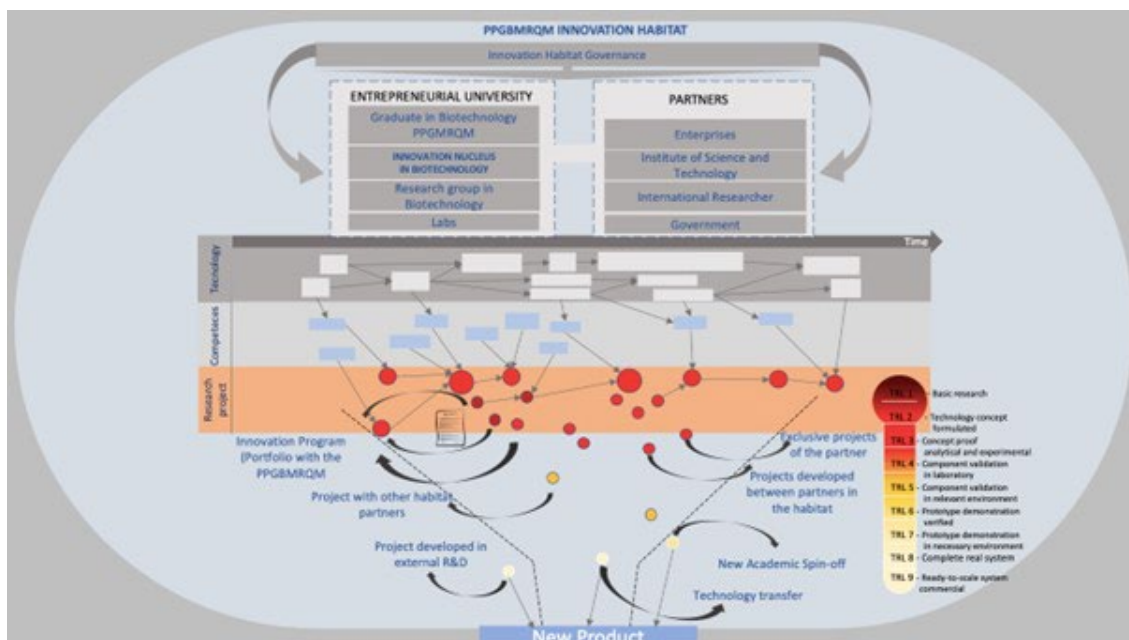 PPGBMRQM INNOVATION HABITAT
Innovation Habitat Governance
ENTREPRENEURIAL UNIVERSITY
Graduate in Biotechnology
PPGMRQM
INNOVATION NUCLEUS
IN BIOTECHNOLOGY
Research group in
Biotechnology
Labs
PARTNERS
Enterprises
Institute of Science and
Technology
International Researcher
Government
Time
Tecnology
Competeces
Research
project
Innovation Program
(Portfolio with the
PPGBMRQM
Project with other habitat
partners
Project developed in
external R&D
Exclusive projects
of the partner
Projects developed
between partners in
the habitat
New Academic Spin-off
Technology transfer
New Product
TRL 1 - Basic research
TRL 2 - Technology concept
formulated
TRL 3 - Concept proof
analytical and experimental
TRL 4 - Component validation
in laboratory
TRL 5 - Component validation
in relevant environment
TRL 6 - Prototype demonstration
verified
TRL 7 - Prototype demonstration
in necessary environment
TRL 8 - Complete real system
TRL 9 - Ready-to-scale system
commercial